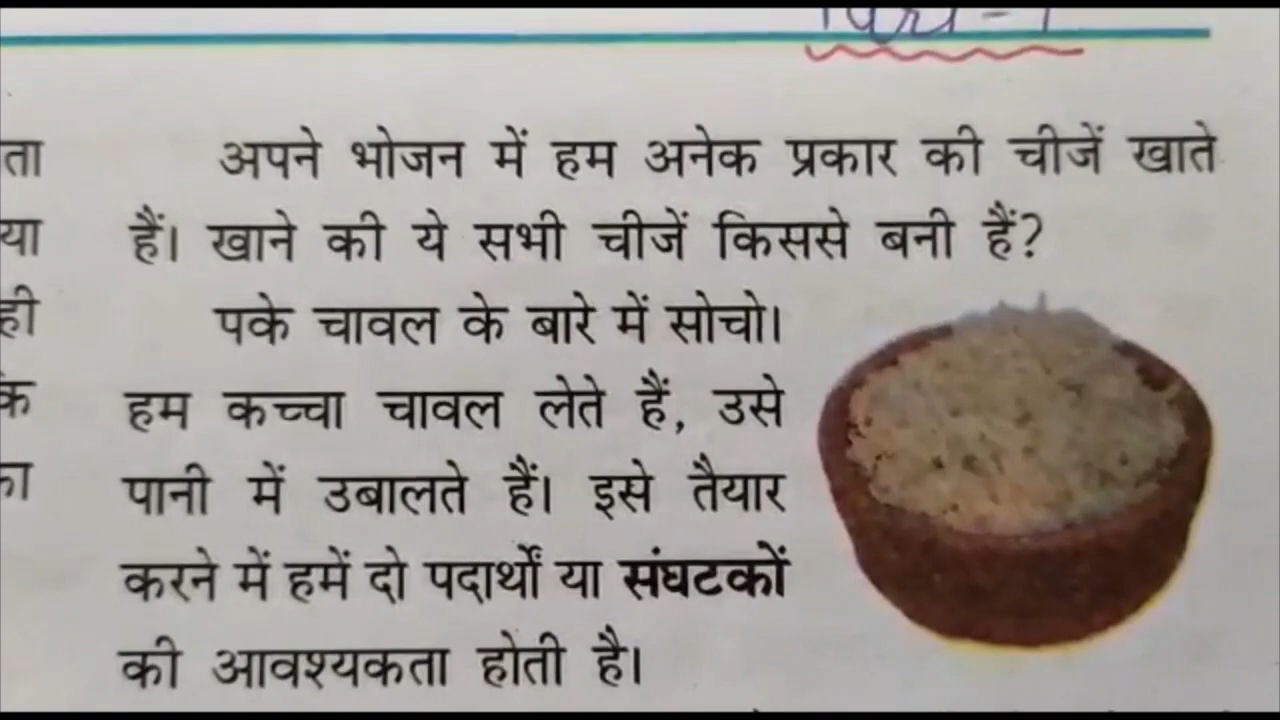 ता
या
ही
का
अपने भोजन में हम अनेक प्रकार की चीजें खाते
हैं। खाने की ये सभी चीजें किससे बनी हैं?
पके चावल के बारे में सोचो।
हम कच्चा चावल लेते हैं, उसे
पानी में उबालते हैं। इसे तैयार
करने में हमें दो पदार्थों या संघटकों
की आवश्यकता होती है।